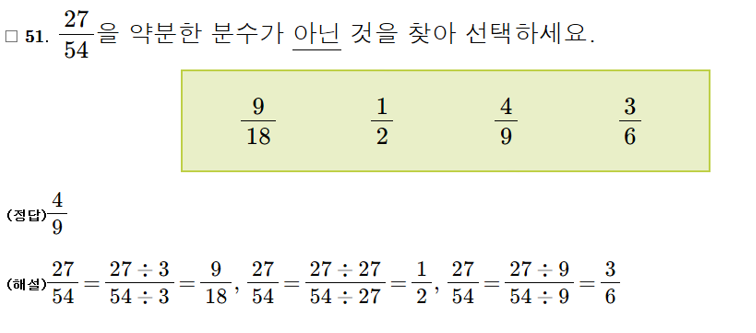 □ 51. 27/54을 약분한 분수가 아닌 것을 찾아 선택하세요.
9/18 1/2 4/9 3/6
(정답) 4/9
(해설) 27/54 = 27÷3/54÷3 = 9/18, 27/54 = 27÷27/54÷27 = 1/2, 27/54 = 27÷9/54÷9 = 3/6